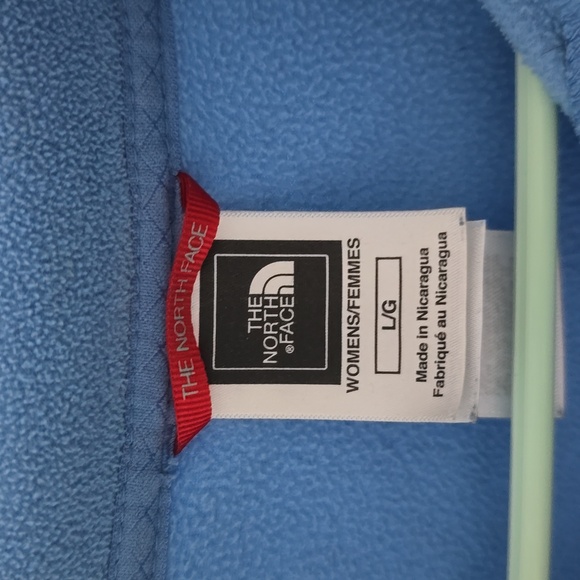 THE NORTH FACE
THE
NORTH
FACE®
WOMENS/FEMMES
L/G
Made in Nicaragua
Fabriqué au Nicaragua